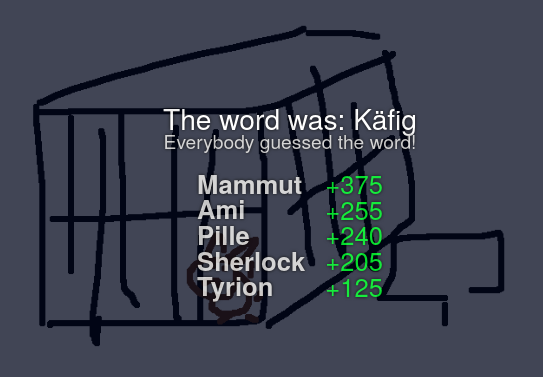 The word was: Käfig
Everybody guessed the word!
Mammut +375
Ami +255
Pille +240
Sherlock +205
Tyrion +125